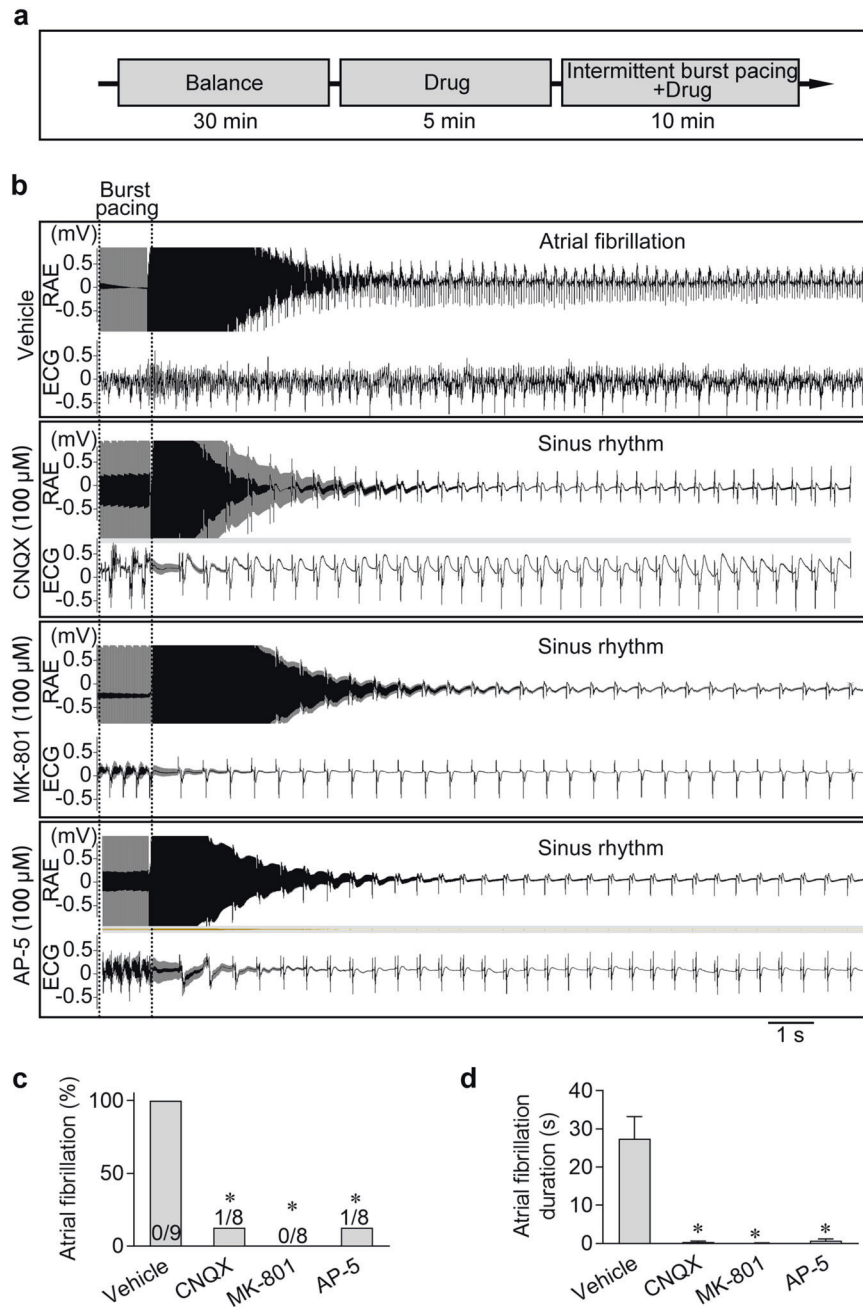 a
Balance
Drug
Intermittent burst pacing
+Drug
30 min
5 min
10 min
b
Burst
pacing
(mV)
Atrial fibrillation
Vehicle
RAE
0.5
0
-0.5
ECG
0.5
0
-0.5
(mV)
Sinus rhythm
CNQX (100 μM)
RAE
0.5
0
-0.5
ECG
0.5
0
-0.5
(mV)
Sinus rhythm
MK-801 (100 μM)
RAE
0.5
0
-0.5
ECG
0.5
0
-0.5
(mV)
Sinus rhythm
AP-5 (100 μM)
RAE
0.5
0
-0.5
ECG
0.5
0
-0.5
1 s
c
Atrial fibrillation (%)
100
50
0
0/9
*
1/8
*
0/8
*
1/8
Vehicle
CNQX
MK-801
AP-5
d
Atrial fibrillation
duration (s)
40
30
20
10
0
*
*
*
Vehicle
CNQX
MK-801
AP-5